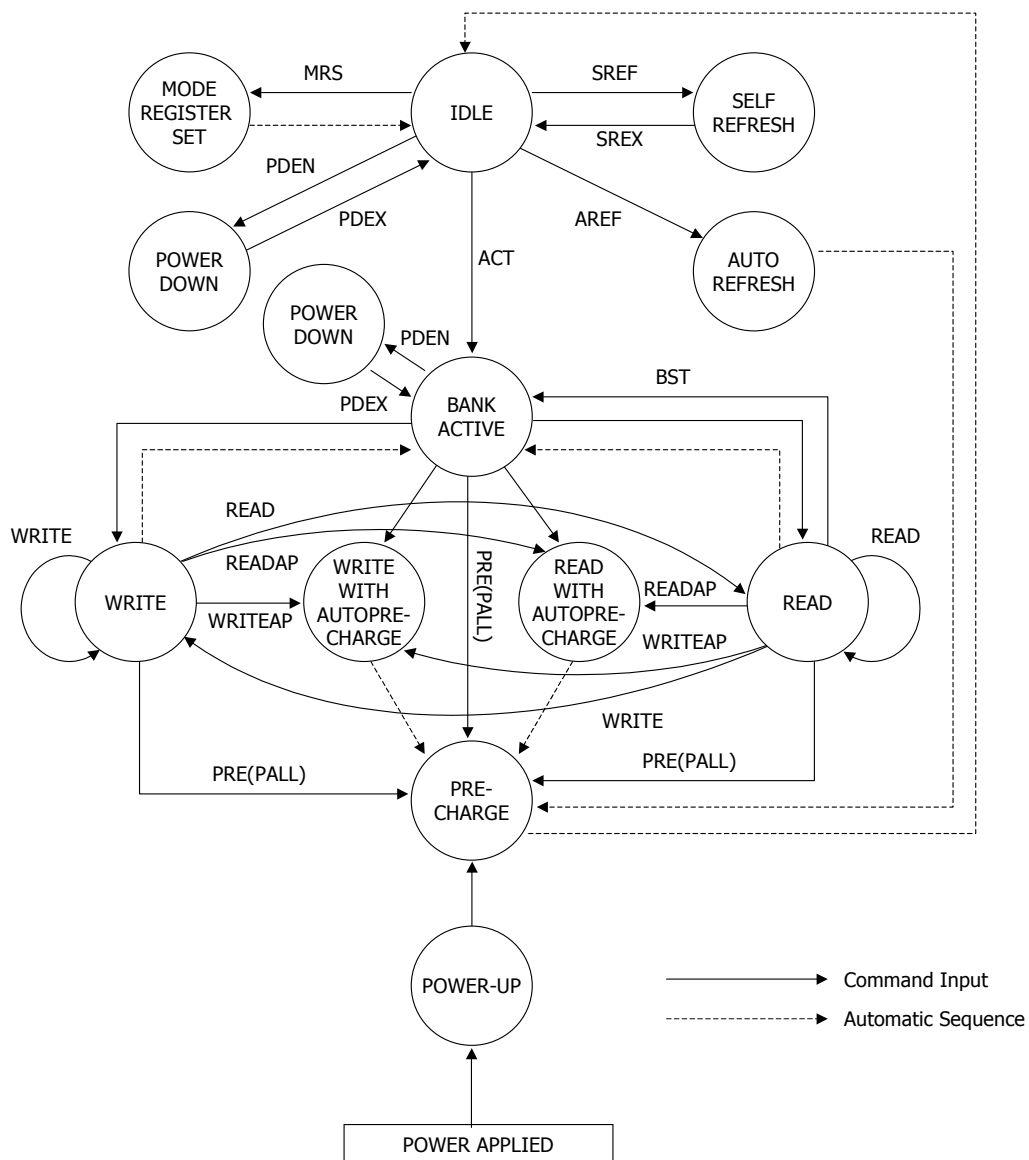 MRS
SREF
MODE
REGISTER
SET
IDLE
SELF
REFRESH
SREX
PDEN
PDEX
AREF
POWER
DOWN
ACT
AUTO
REFRESH
POWER
DOWN
PDEN
PDEX
BST
BANK
ACTIVE
READ
WRITE
READ
READAP
WRITE
WRITEAP
WRITE
WITH
AUTOPRE-
CHARGE
PRE(PALL)
READ
WITH
AUTOPRE-
CHARGE
READAP
READ
WRITEAP
WRITE
PRE(PALL)
PRE(PALL)
PRE-
CHARGE
POWER-UP
Command Input
Automatic Sequence
POWER APPLIED